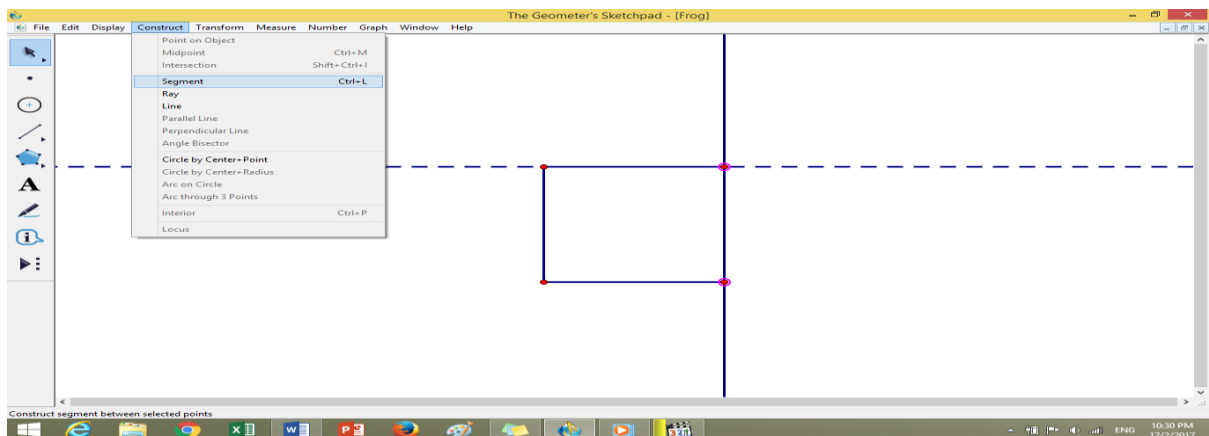 The Geometer's Sketchpad - [Frog]
File Edit Display Construct Transform Measure Number Graph Window Help
Point on Object
Midpoint Ctrl+M
Intersection Shift+Ctrl+I
Segment Ctrl+L
Ray
Line
Parallel Line
Perpendicular Line
Angle Bisector
Circle by Center+Point
Circle by Center+Radius
Arc on Circle
Arc through 3 Points
Interior Ctrl+P
Locus
A
Construct segment between selected points
ENG
10:30 PM
17/2/2017